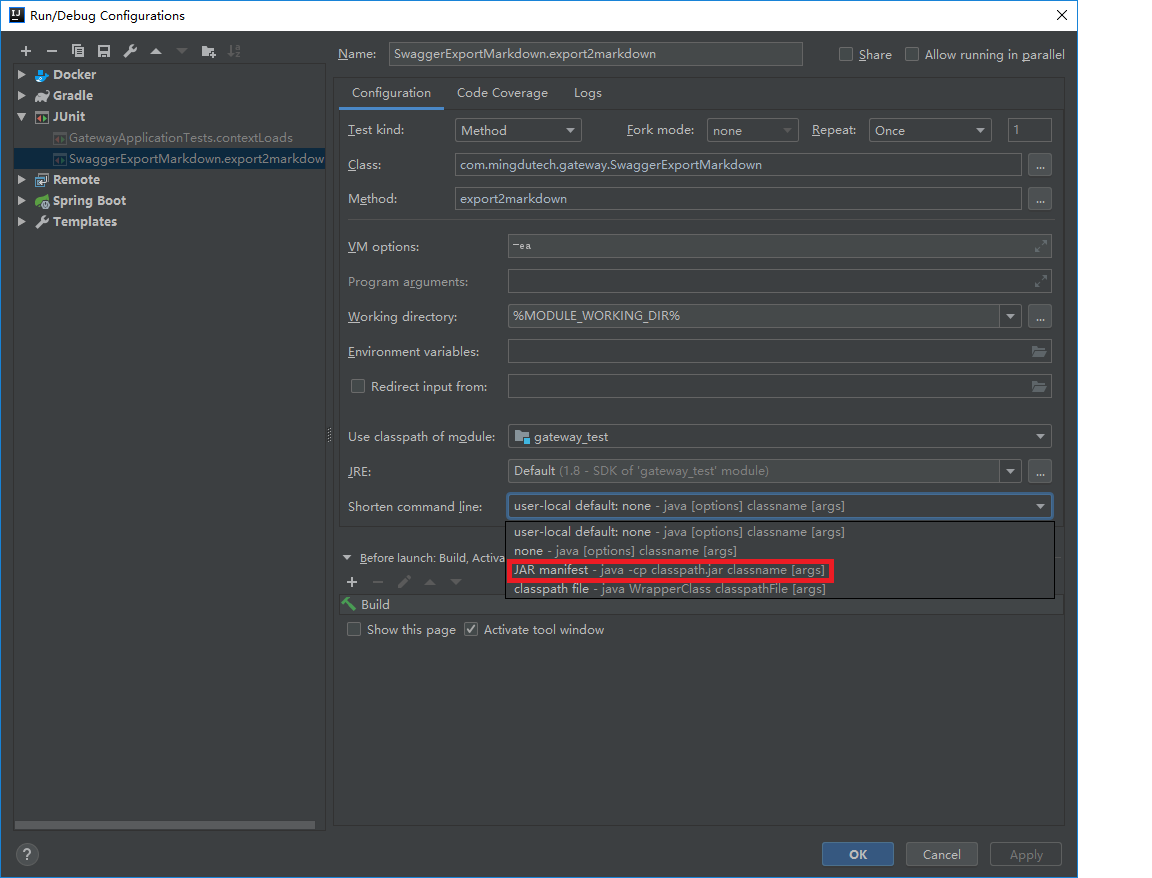 IJ
Run/Debug Configurations
Name: SwaggerExportMarkdown.export2markdown
Share
Allow running in parallel
Docker
Gradle
JUnit
GatewayApplicationTests.contextLoads
SwaggerExportMarkdown.export2markdow
Remote
Spring Boot
Templates
Configuration
Code Coverage
Logs
Test kind: Method
Fork mode: none
Repeat: Once
1
Class: com.mingdutech.gateway.SwaggerExportMarkdown
...
Method: export2markdown
...
VM options: -ea
Program arguments:
Working directory: %MODULE_WORKING_DIR%
...
Environment variables:
Redirect input from:
Use classpath of module: gateway_test
JRE: Default (1.8 - SDK of 'gateway_test' module)
...
Shorten command line: user-local default: none - java [options] classname [args]
user-local default: none - java [options] classname [args]
none - java [options] classname [args]
JAR manifest - java -cp classpath.jar classname [args]
classpath file - java WrapperClass classpathFile [args]
Before launch: Build, Activa
Build
Show this page
Activate tool window
?
OK
Cancel
Apply